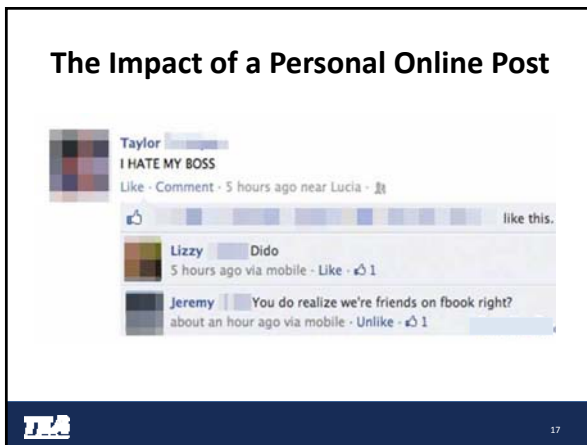 The Impact of a Personal Online Post
Taylor
I HATE MY BOSS
Like · Comment · 5 hours ago near Lucia ·
like this.
Lizzy Dido
5 hours ago via mobile · Like · 1
Jeremy You do realize we're friends on fbook right?
about an hour ago via mobile · Unlike · 1
TEA
17